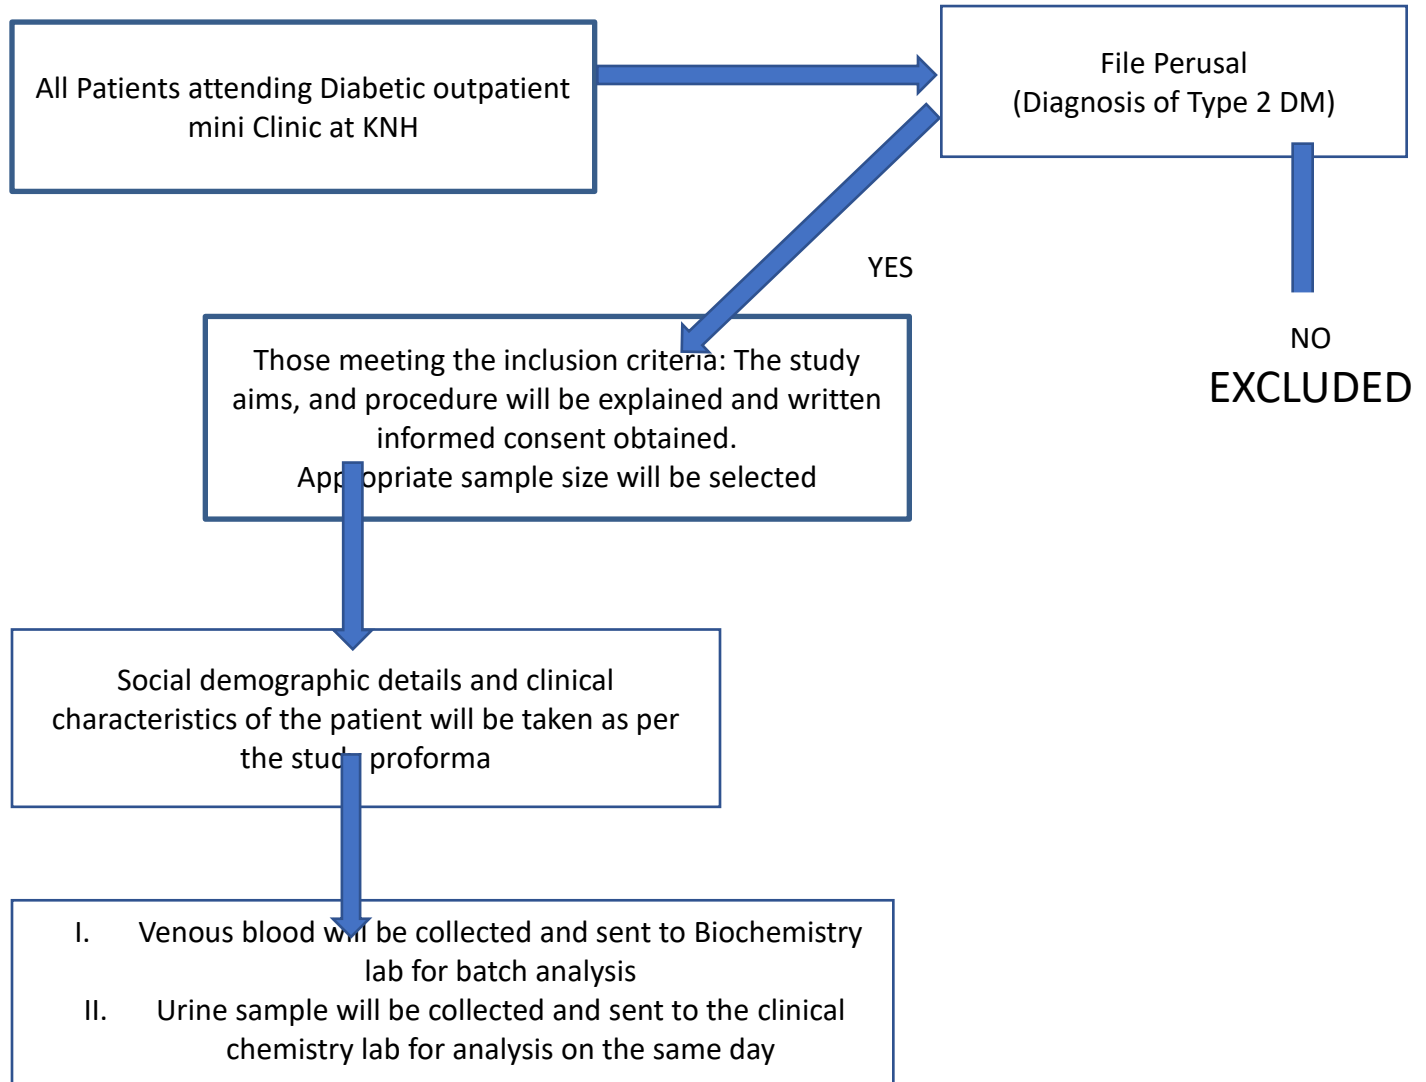 All Patients attending Diabetic outpatient
mini Clinic at KNH
File Perusal
(Diagnosis of Type 2 DM)
YES
NO
EXCLUDED
Those meeting the inclusion criteria: The study
aims, and procedure will be explained and written
informed consent obtained.
Appropriate sample size will be selected
Social demographic details and clinical
characteristics of the patient will be taken as per
the study proforma
I. Venous blood will be collected and sent to Biochemistry
lab for batch analysis
II. Urine sample will be collected and sent to the clinical
chemistry lab for analysis on the same day